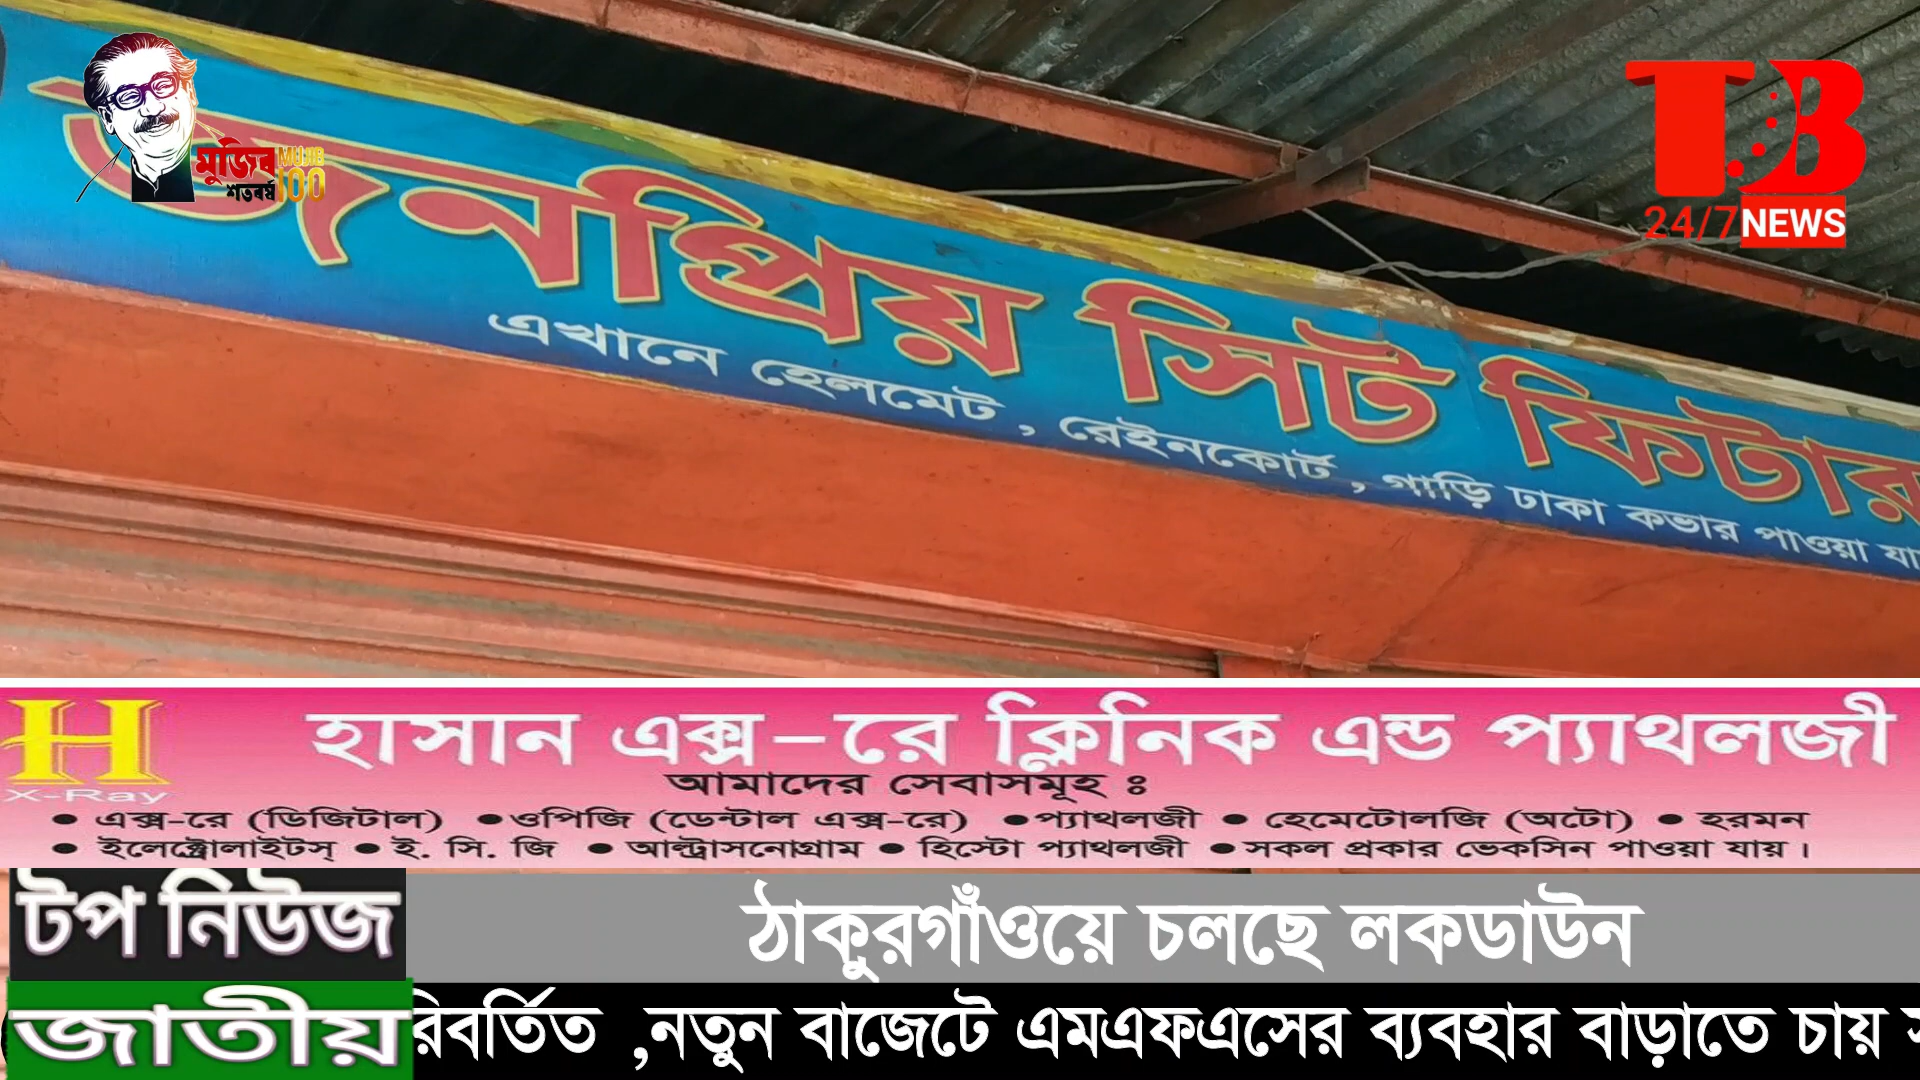 মুজিব MUJIB
শতবর্ষ 100
TB
24/7 NEWS
জনপ্রিয় সিট ফিটার
এখানে হেলমেট , রেইনকোর্ট , গাড়ি ঢাকা কভার পাওয়া
H
X-Ray
হাসান এক্স-রে ক্লিনিক এন্ড প্যাথলজী
আমাদের সেবাসমূহ ঃ
• এক্স-রে (ডিজিটাল) • ওপিজি (ডেন্টাল এক্স-রে) • প্যাথলজী • হেমেটোলজি (অটো) • হরমন
• ইলেক্ট্রোলাইটস্ • ই. সি. জি • আল্ট্রাসনোগ্রাম • হিস্টো প্যাথলজী • সকল প্রকার ভেকসিন পাওয়া যায়।
টপ নিউজ
ঠাকুরগাঁওয়ে চলছে লকডাউন
জাতীয়
রিবর্তিত ,নতুন বাজেটে এমএফএসের ব্যবহার বাড়াতে চায়